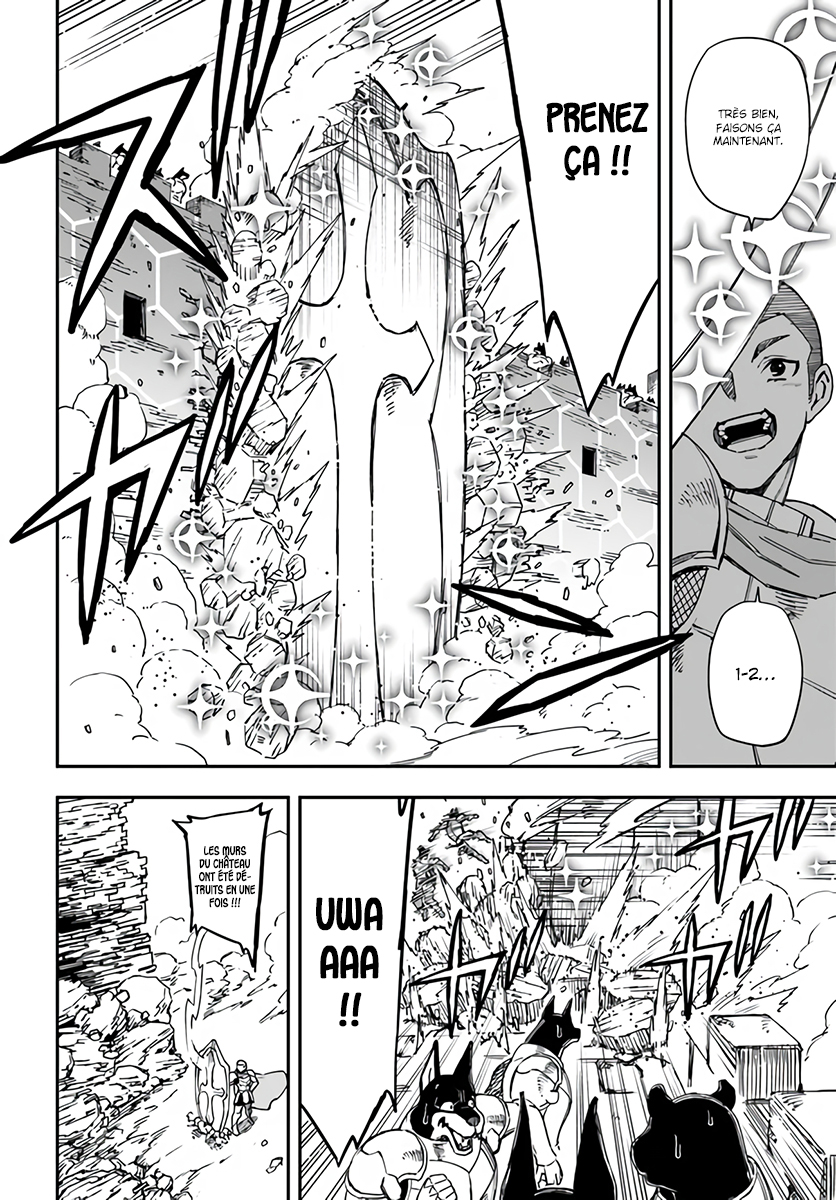 TRÈS BIEN,
FAISONS ÇA
MAINTENANT.
1-2...
PRENEZ
ÇA !!
UWA
AAA
!!
LES MURS
DU CHÂTEAU
ONT ÉTÉ DÉ-
TRUITS EN UNE
FOIS !!!